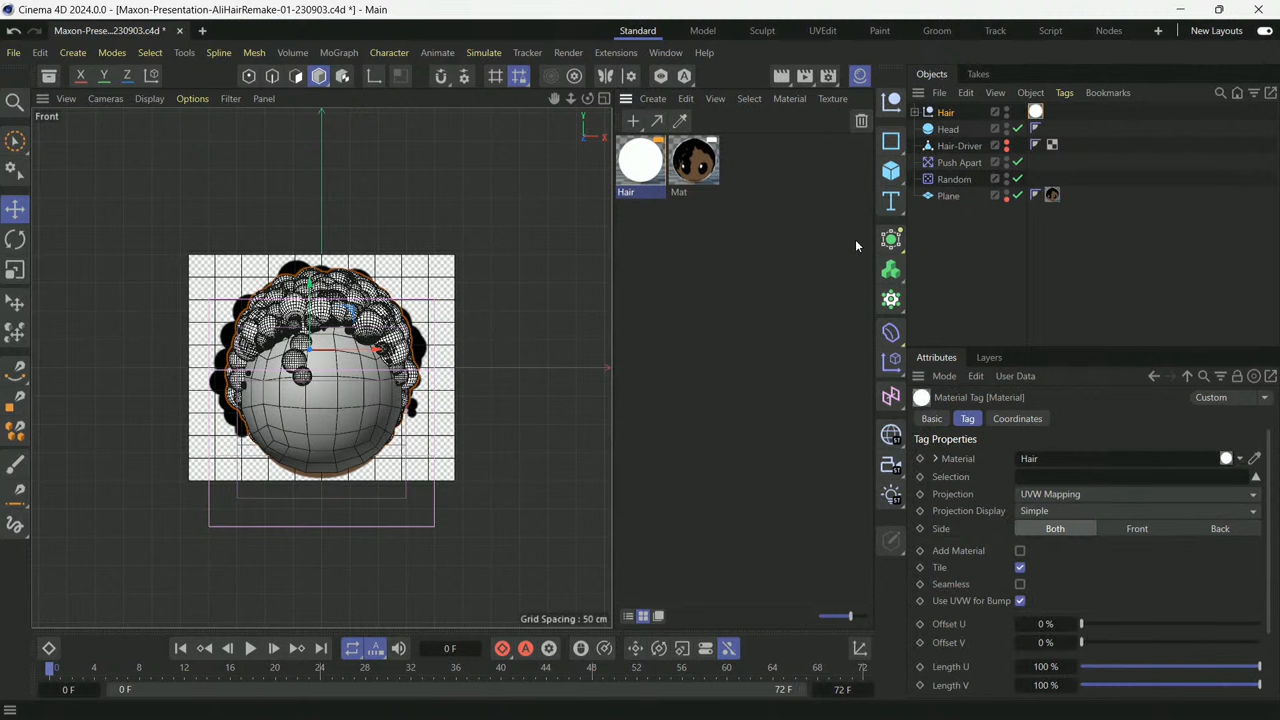 Cinema 4D 2024.0.0 - [Maxon-Presentation-AliHairRemake-01-230903.c4d *] - Main
Maxon-Prese...230903.c4d *
Standard Model Sculpt UVEdit Paint Groom Track Script Nodes New Layouts
File Edit Create Modes Select Tools Spline Mesh Volume MoGraph Character Animate Simulate Tracker Render Extensions Window Help
X Y Z
Objects Takes
View Cameras Display Options Filter Panel
Create Edit View Select Material Texture
File Edit View Object Tags Bookmarks
Front
Y
X
Hair
Head
Hair-Driver
Push Apart
Random
Plane
Hair Mat
T
ST
ST
ST
Grid Spacing : 50 cm
Attributes Layers
Mode Edit User Data
Material Tag [Material] Custom
Basic Tag Coordinates
Tag Properties
Material Hair
Selection
Projection UVW Mapping
Projection Display Simple
Side Both Front Back
Add Material
Tile
Seamless
Use UVW for Bump
Offset U 0 %
Offset V 0 %
Length U 100 %
Length V 100 %
0 F
0 4 8 12 16 20 24 28 32 36 40 44 48 52 56 60 64 68 72
0 F 0 F 72 F 72 F